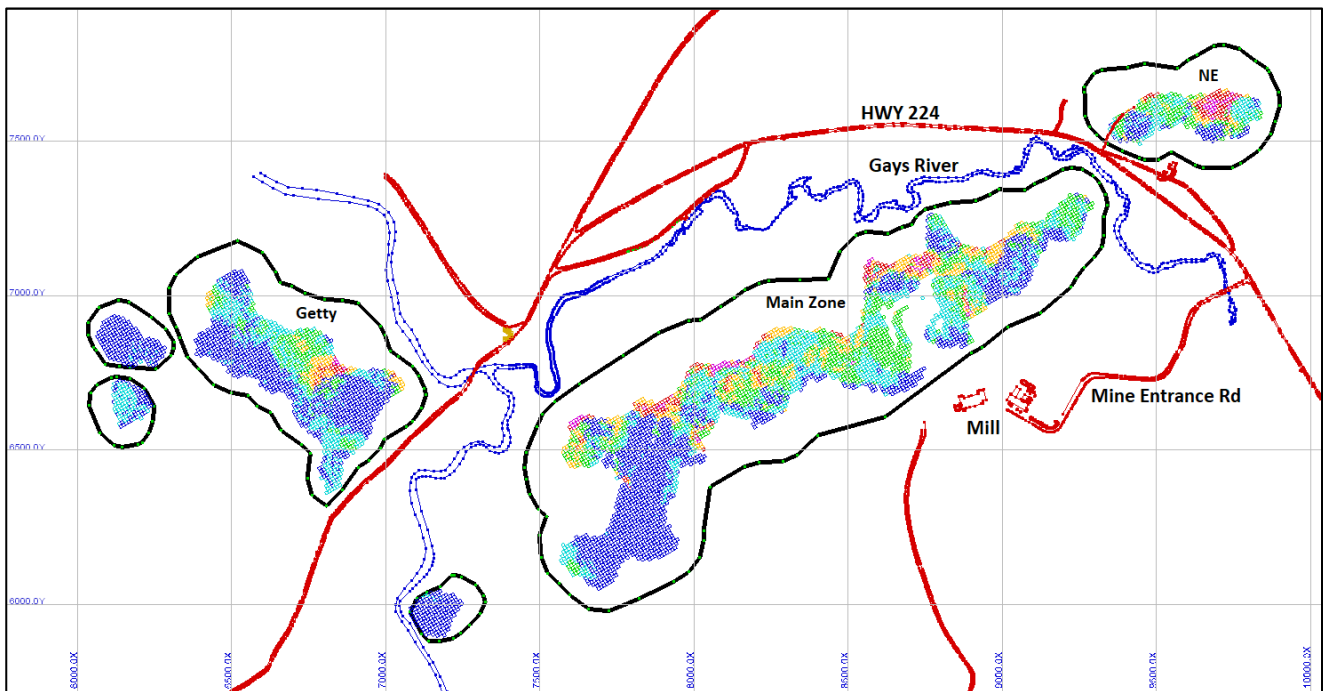 NE
HWY 224
7500.0Y
Gays River
7000.0Y
Main Zone
Getty
Mine Entrance Rd
Mill
6500.0Y
6000.0Y
6000.0X
6500.0X
7000.0X
7500.0X
8000.0X
8500.0X
9000.0X
9500.0X
10000.0X